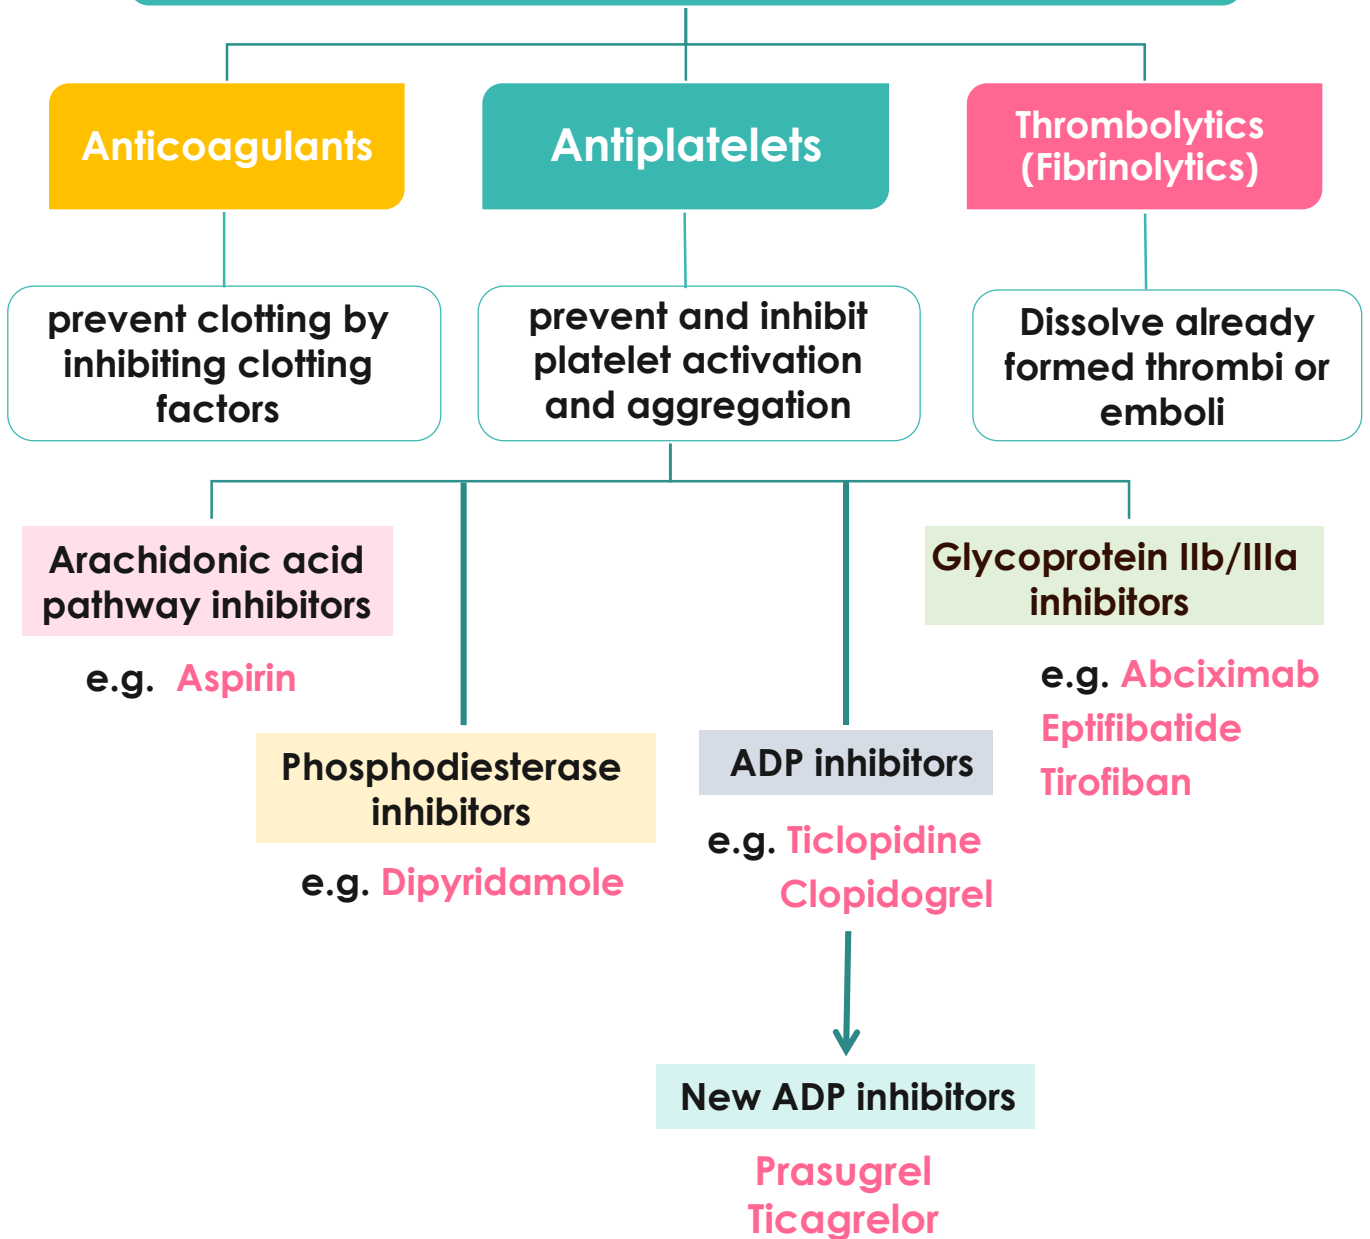 Anticoagulants
Antiplatelets
Thrombolytics
(Fibrinolytics)
prevent clotting by
inhibiting clotting
factors
prevent and inhibit
platelet activation
and aggregation
Dissolve already
formed thrombi or
emboli
Arachidonic acid
pathway inhibitors
e.g. Aspirin
Phosphodiesterase
inhibitors
e.g. Dipyridamole
ADP inhibitors
e.g. Ticlopidine
Clopidogrel
New ADP inhibitors
Prasugrel
Ticagrelor
Glycoprotein IIb/IIIa
inhibitors
e.g. Abciximab
Eptifibatide
Tirofiban